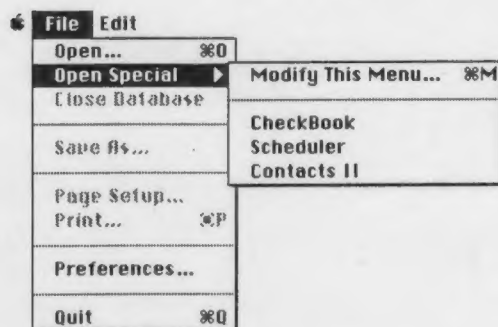 File Edit
Open... ⌘O
Open Special ▶
Close Database
Save As...
Page Setup...
Print... ⌘P
Preferences...
Quit ⌘Q
Modify This Menu... ⌘M
CheckBook
Scheduler
Contacts II